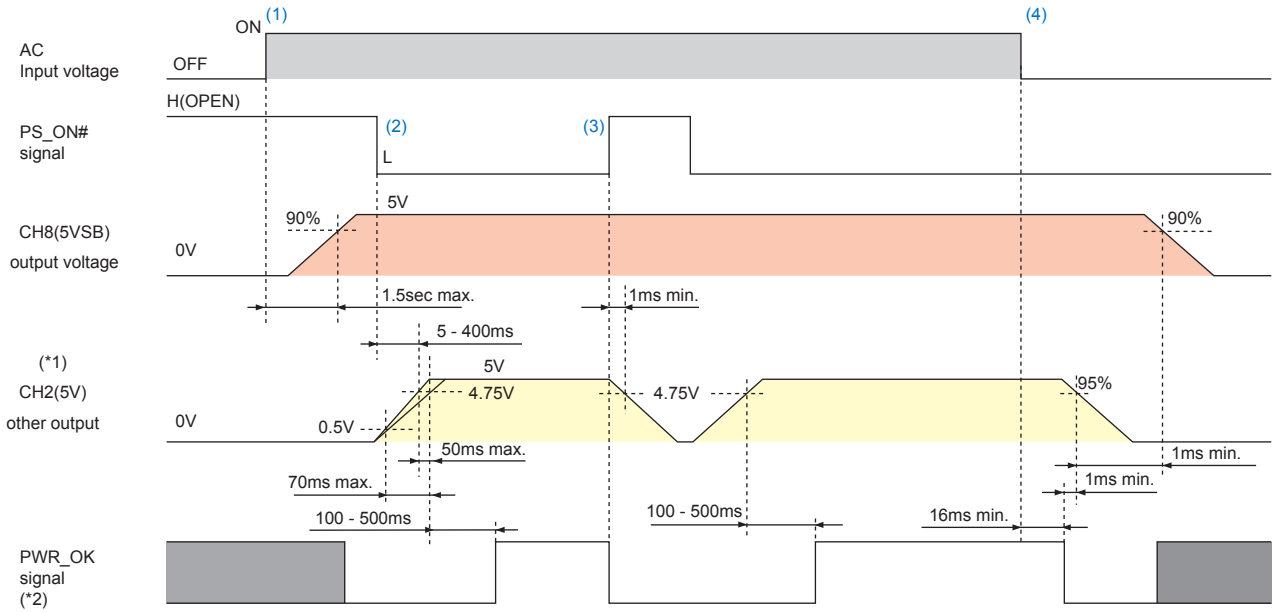 (1)
(4)
ON
AC
Input voltage
OFF
H(OPEN)
PS_ON#
signal
(2)
(3)
L
5V
90%
90%
CH8(5VSB)
output voltage
0V
1.5sec max.
1ms min.
5 - 400ms
(*1)
CH2(5V)
other output
5V
4.75V
4.75V
95%
0V
0.5V
50ms max.
1ms min.
70ms max.
1ms min.
100 - 500ms
100 - 500ms
16ms min.
PWR_OK
signal
(*2)